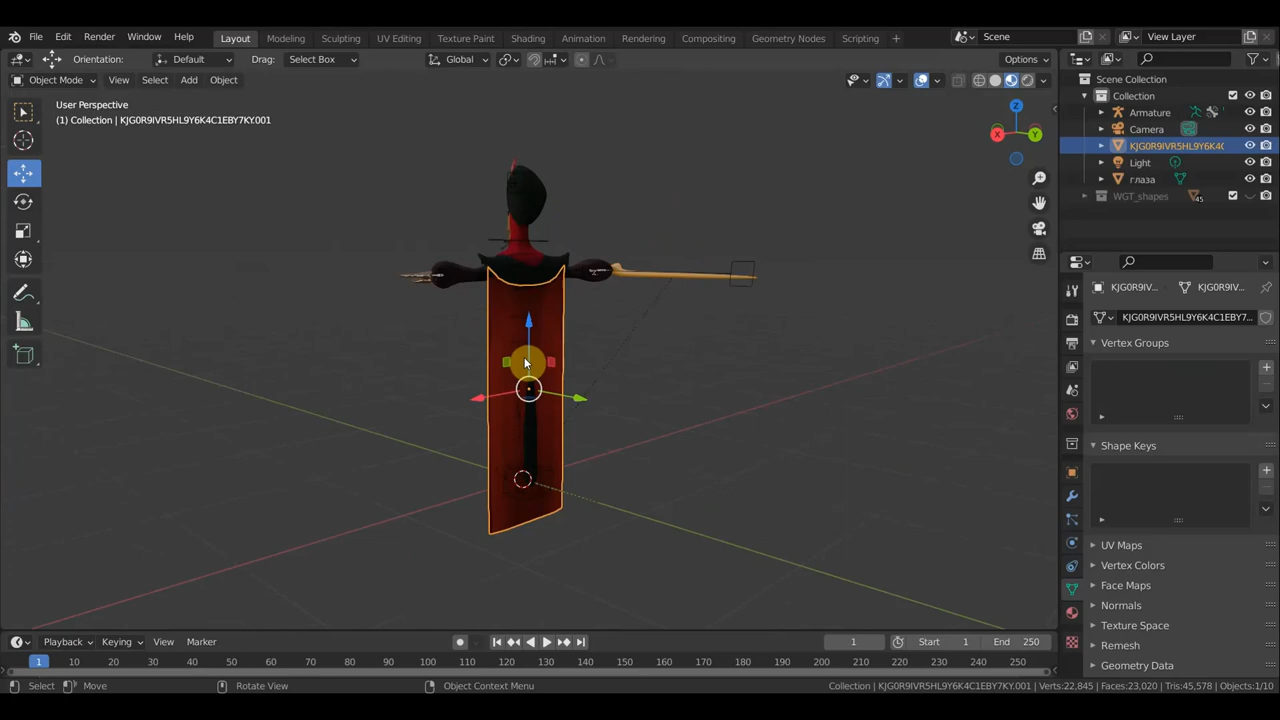 File Edit Render Window Help Layout Modeling Sculpting UV Editing Texture Paint Shading Animation Rendering Compositing Geometry Nodes Scripting + Scene View Layer
Orientation: Default Drag: Select Box Global Options
Object Mode View Select Add Object
User Perspective
(1) Collection | KJG0R9IVR5HL9Y6K4C1EBY7KY.001
Z
X
Y
Scene Collection
Collection
Armature
Camera
KJG0R9IVR5HL9Y6K4C
Light
глаза
WGT_shapes 45
KJG0R9IV... KJG0R9IV...
KJG0R9IVR5HL9Y6K4C1EBY7...
Vertex Groups
Shape Keys
UV Maps
Vertex Colors
Face Maps
Normals
Texture Space
Remesh
Geometry Data
Playback Keying View Marker 1 Start 1 End 250
1 10 20 30 40 50 60 70 80 90 100 110 120 130 140 150 160 170 180 190 200 210 220 230 240 250
Select Move Rotate View Object Context Menu Collection | KJG0R9IVR5HL9Y6K4C1EBY7KY.001 | Verts:22,845 | Faces:23,020 | Tris:45,578 | Objects:1/10